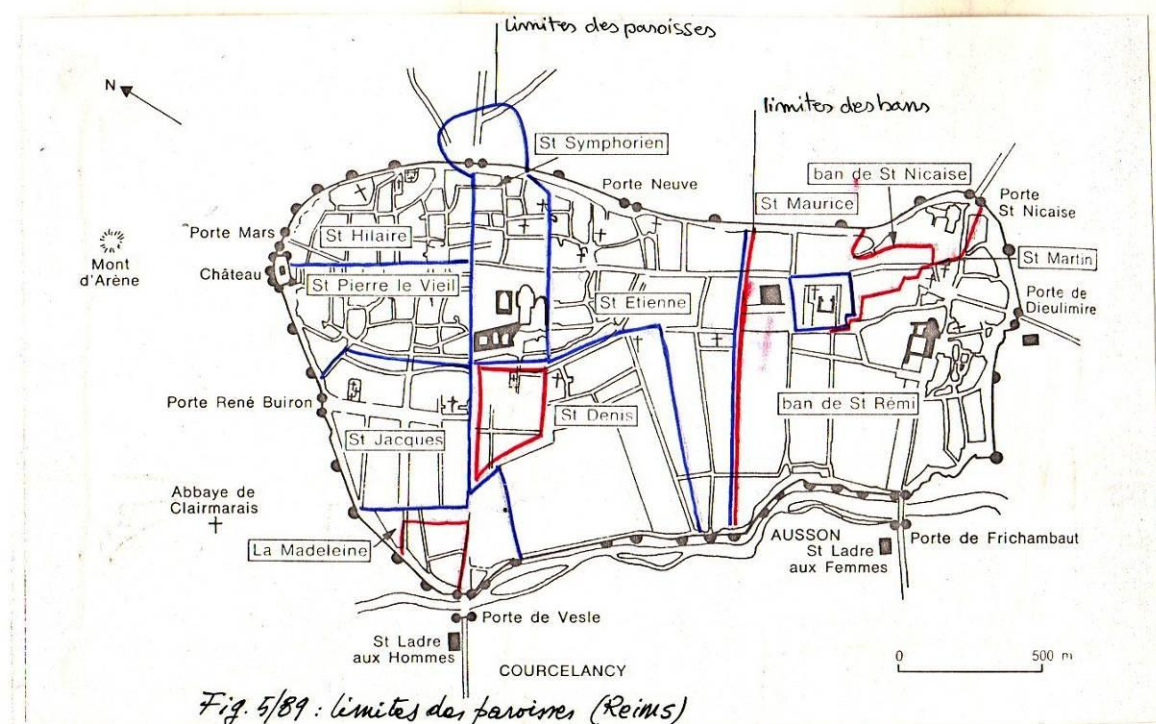 limites des paroisses
N
limites des bans
St Symphorien
ban de St Nicaise
Porte Neuve
St Maurice
Porte
St Nicaise
Porte Mars
St Hilaire
Mont
d'Arène
Château
St Pierre le Vieil
St Etienne
St Martin
Porte de
Dieulimire
Porte René Buiron
St Denis
ban de St Rémi
St Jacques
Abbaye de
Clairmarais
La Madeleine
AUSSON
St Ladre
aux Femmes
Porte de Frichambaut
Porte de Vesle
St Ladre
aux Hommes
COURCELANCY
0
500 m
Fig. 5/89 : limites des paroisses (Reims)